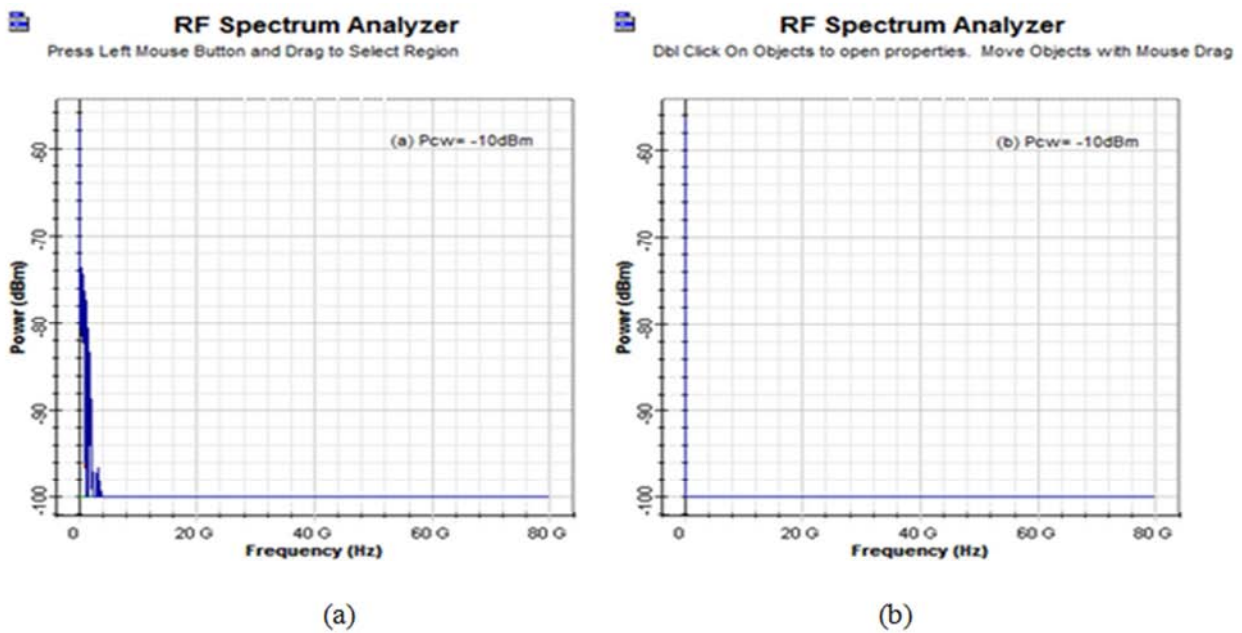 RF Spectrum Analyzer
Press Left Mouse Button and Drag to Select Region
(a) Pcw= -10dBm
-60
-70
-80
-90
-100
Power (dBm)
0 20 G 40 G 60 G 80 G
Frequency (Hz)
(a)
RF Spectrum Analyzer
Dbl Click On Objects to open properties. Move Objects with Mouse Drag
(b) Pcw= -10dBm
-60
-70
-80
-90
-100
Power (dBm)
0 20 G 40 G 60 G 80 G
Frequency (Hz)
(b)